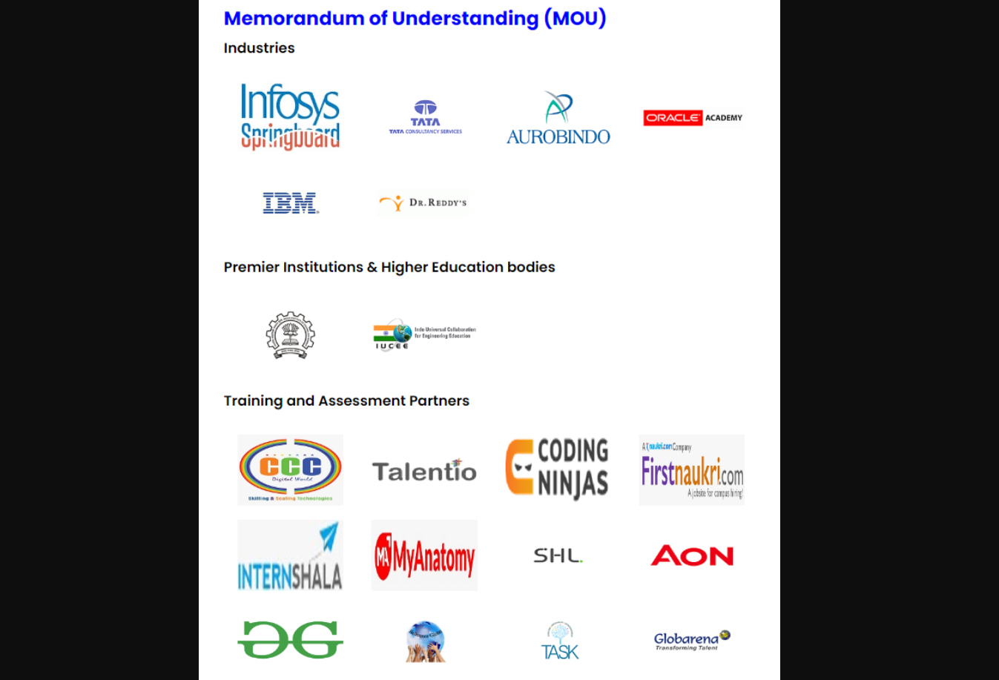 Memorandum of Understanding (MOU)
Industries
Infosys
Springboard
TATA
TATA CONSULTANCY SERVICES
AUROBINDO
ORACLE ACADEMY
IBM
DR. REDDY'S
Premier Institutions & Higher Education bodies
Indo Universal Collaboration
for Engineering Education
IUCEE
Training and Assessment Partners
CCC
Digital World
Skilling & Scaling Technologies
Talentio
CODING
NINJAS
A naukri.com Company
Firstnaukri.com
A jobsite for campus hiring!
INTERNSHALA
MA
MyAnatomy
SHL.
AON
GG
TASK
Globarena
Transforming Talent